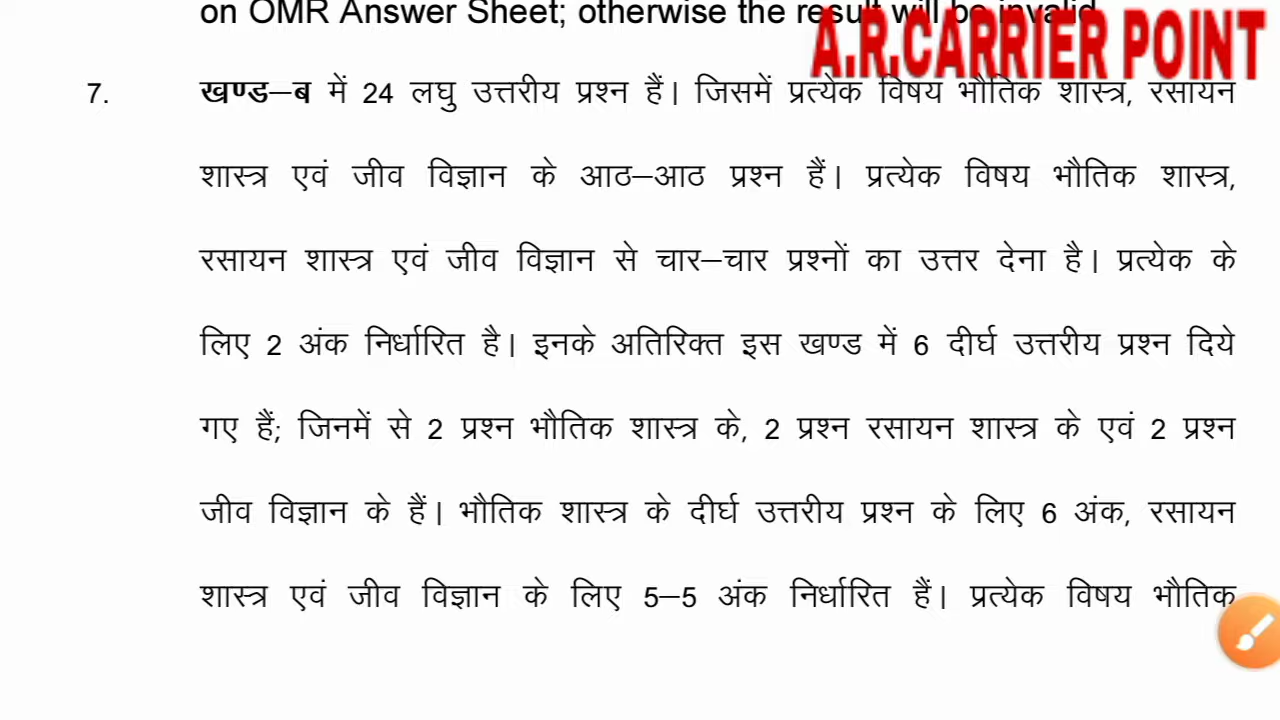 on OMR Answer Sheet; otherwise the result will be invalid
A.R.CARRIER POINT
7. खण्ड–ब में 24 लघु उत्तरीय प्रश्न हैं। जिसमें प्रत्येक विषय भौतिक शास्त्र, रसायन
शास्त्र एवं जीव विज्ञान के आठ–आठ प्रश्न हैं। प्रत्येक विषय भौतिक शास्त्र,
रसायन शास्त्र एवं जीव विज्ञान से चार–चार प्रश्नों का उत्तर देना है। प्रत्येक के
लिए 2 अंक निर्धारित है। इनके अतिरिक्त इस खण्ड में 6 दीर्घ उत्तरीय प्रश्न दिये
गए हैं; जिनमें से 2 प्रश्न भौतिक शास्त्र के, 2 प्रश्न रसायन शास्त्र के एवं 2 प्रश्न
जीव विज्ञान के हैं। भौतिक शास्त्र के दीर्घ उत्तरीय प्रश्न के लिए 6 अंक, रसायन
शास्त्र एवं जीव विज्ञान के लिए 5–5 अंक निर्धारित हैं। प्रत्येक विषय भौतिक